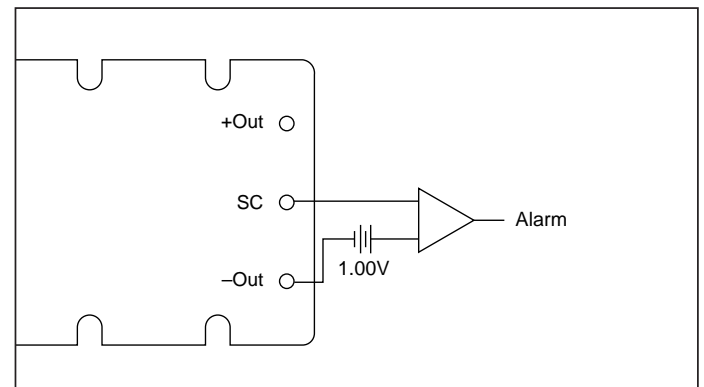 +Out
SC
Alarm
1.00V
–Out